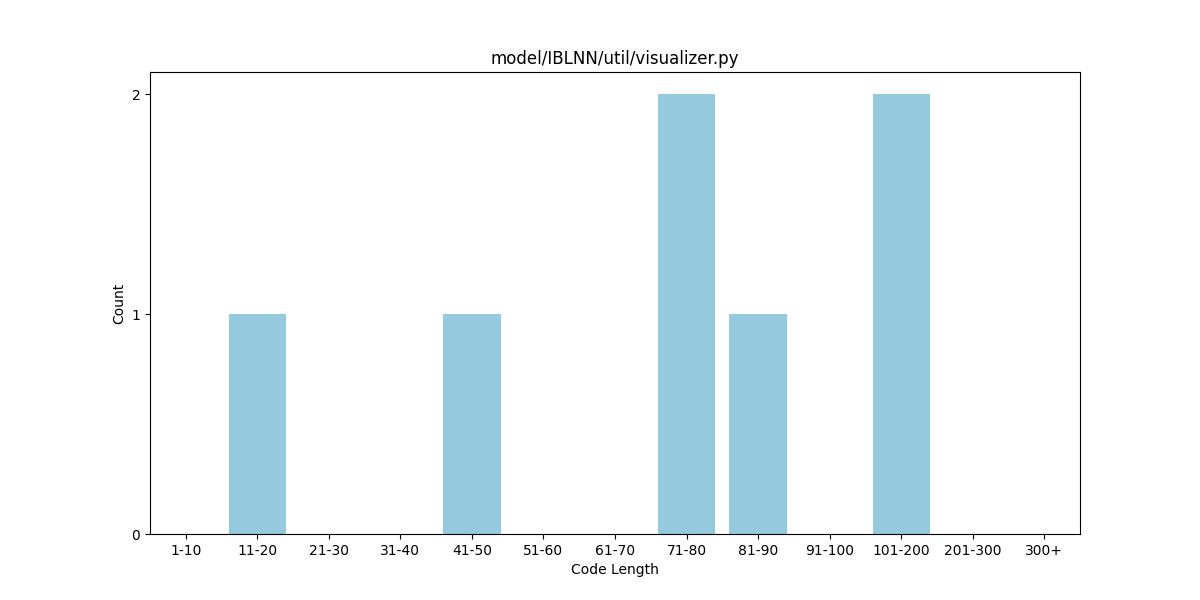 model/IBLNN/util/visualizer.py
2
1
0
Count
1-10 11-20 21-30 31-40 41-50 51-60 61-70 71-80 81-90 91-100 101-200 201-300 300+
Code Length